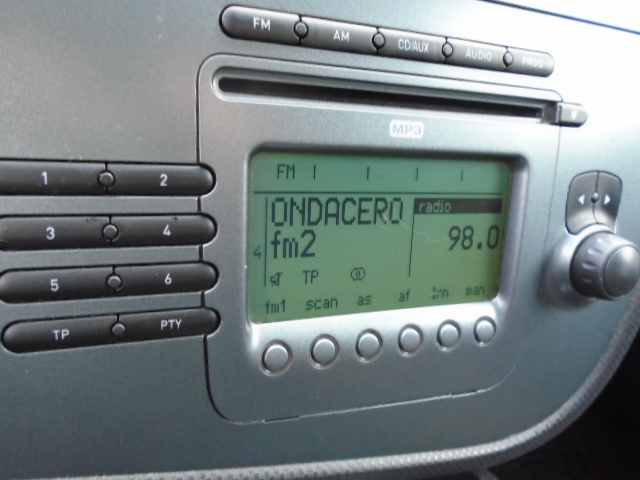 FM AM CD/AUX AUDIO PROG
MP3
1 2
3 4
5 6
TP PTY
FM
ONDACERO radio
4 fm2 98.0
TP
fm1 scan as af man